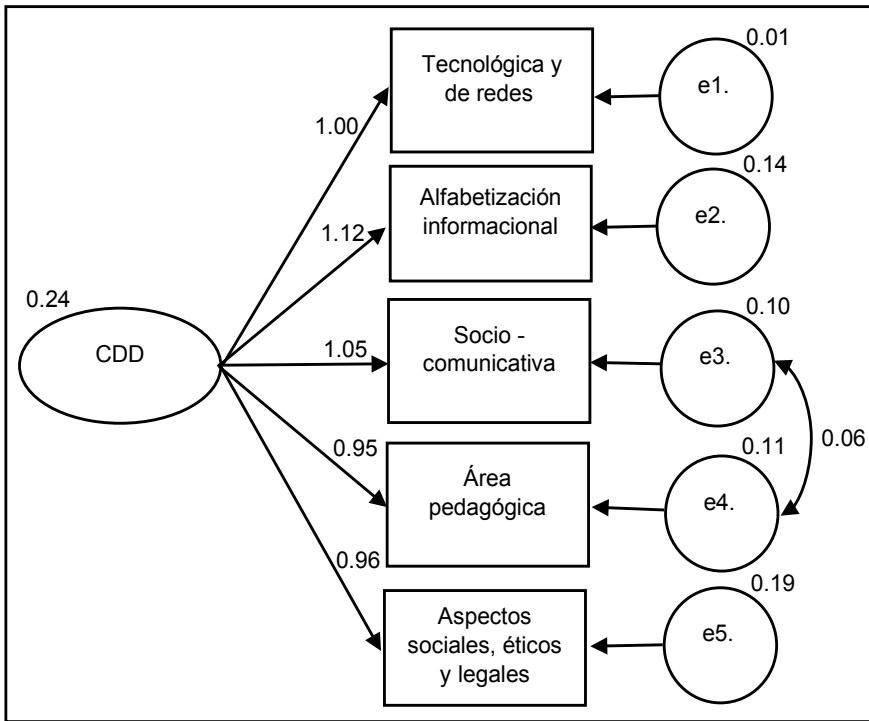 0.01
Tecnológica y
de redes
e1.
1.00
0.14
Alfabetización
informacional
e2.
1.12
0.24
CDD
0.10
Socio -
comunicativa
e3.
1.05
0.06
0.11
0.95
Área
pedagógica
e4.
0.96
0.19
Aspectos
sociales, éticos
y legales
e5.